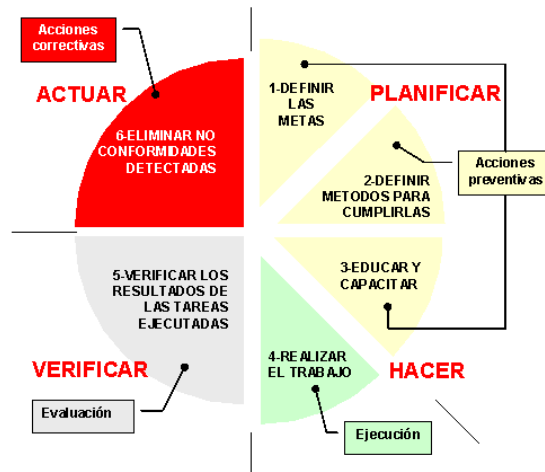 Acciones
correctivas
ACTUAR
6-ELIMINAR NO
CONFORMIDADES
DETECTADAS
1-DEFINIR
LAS
METAS
PLANIFICAR
2-DEFINIR
METODOS PARA
CUMPLIRLAS
Acciones
preventivas
3-EDUCAR Y
CAPACITAR
HACER
4-REALIZAR
EL TRABAJO
Ejecución
5-VERIFICAR LOS
RESULTADOS DE
LAS TAREAS
EJECUTADAS
VERIFICAR
Evaluación